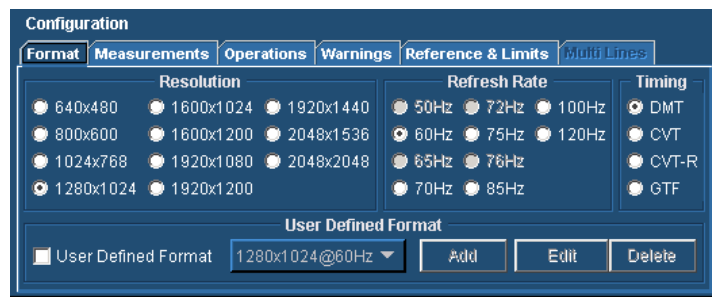 Configuration
Format Measurements Operations Warnings Reference & Limits Multi Lines
Resolution Refresh Rate Timing
640x480 1600x1024 1920x1440 50Hz 72Hz 100Hz DMT
800x600 1600x1200 2048x1536 60Hz 75Hz 120Hz CVT
1024x768 1920x1080 2048x2048 65Hz 76Hz CVT-R
1280x1024 1920x1200 70Hz 85Hz GTF
User Defined Format
User Defined Format 1280x1024@60Hz Add Edit Delete